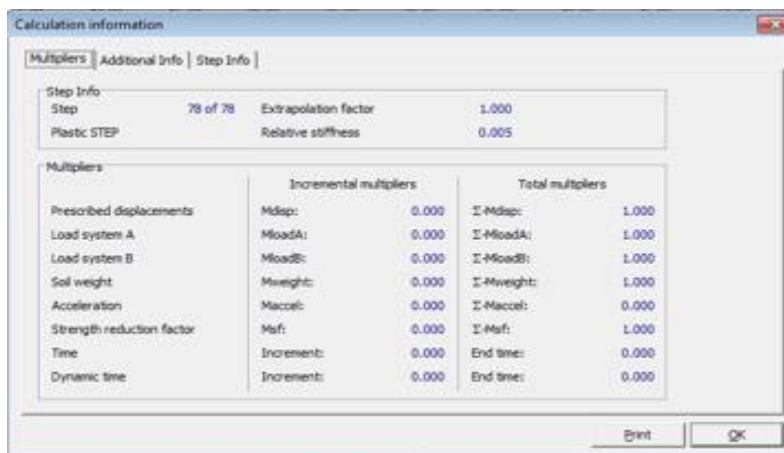 Calculation information
Multipliers Additional Info Step Info
Step Info
Step 78 of 78 Extrapolation factor 1.000
Plastic STEP Relative stiffness 0.005
Multipliers
Incremental multipliers Total multipliers
Prescribed displacements Mdisp: 0.000 Σ-Mdisp: 1.000
Load system A MloadA: 0.000 Σ-MloadA: 1.000
Load system B MloadB: 0.000 Σ-MloadB: 1.000
Soil weight Mweight: 0.000 Σ-Mweight: 1.000
Acceleration Maccel: 0.000 Σ-Maccel: 0.000
Strength reduction factor Msf: 0.000 Σ-Msf: 1.000
Time Increment: 0.000 End time: 0.000
Dynamic time Increment: 0.000 End time: 0.000
Print OK